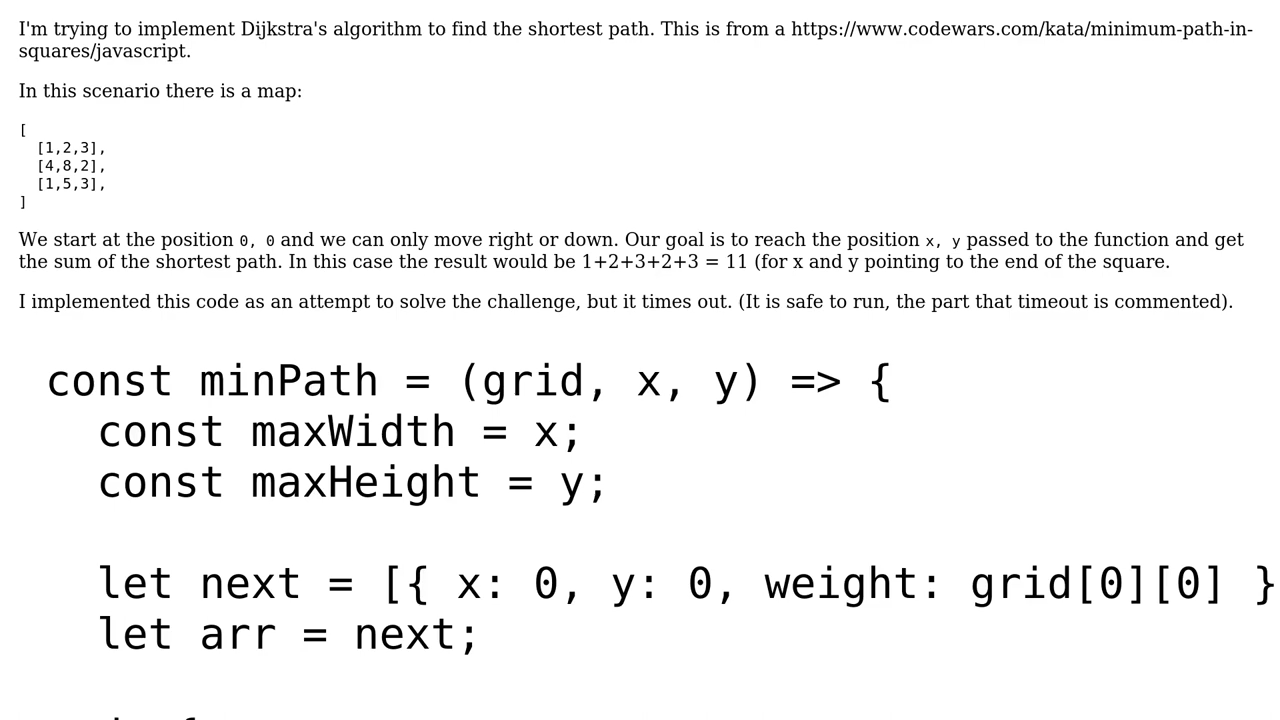 I'm trying to implement Dijkstra's algorithm to find the shortest path. This is from a https://www.codewars.com/kata/minimum-path-in-
squares/javascript.
In this scenario there is a map:
[
  [1,2,3],
  [4,8,2],
  [1,5,3],
]
We start at the position 0, 0 and we can only move right or down. Our goal is to reach the position x, y passed to the function and get
the sum of the shortest path. In this case the result would be 1+2+3+2+3 = 11 (for x and y pointing to the end of the square.
I implemented this code as an attempt to solve the challenge, but it times out. (It is safe to run, the part that timeout is commented).
const minPath = (grid, x, y) => {
  const maxWidth = x;
  const maxHeight = y;
  let next = [{ x: 0, y: 0, weight: grid[0][0] }
  let arr = next;